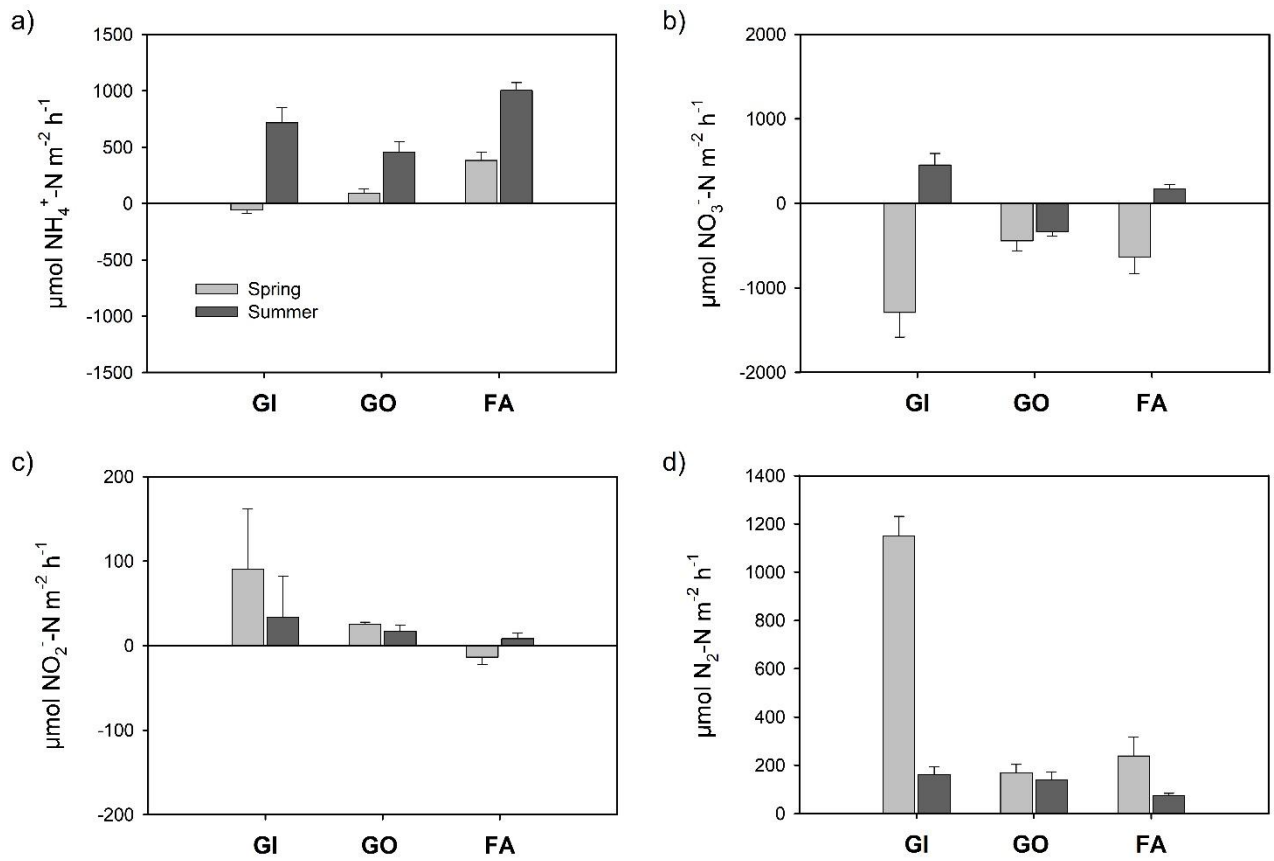 a)
µmol NH₄⁺-N m⁻² h⁻¹
1500
1000
500
0
-500
-1000
-1500
Spring
Summer
GI GO FA
b)
µmol NO₃⁻-N m⁻² h⁻¹
2000
1000
0
-1000
-2000
GI GO FA
c)
µmol NO₂⁻-N m⁻² h⁻¹
200
100
0
-100
-200
GI GO FA
d)
µmol N₂-N m⁻² h⁻¹
1400
1200
1000
800
600
400
200
0
GI GO FA